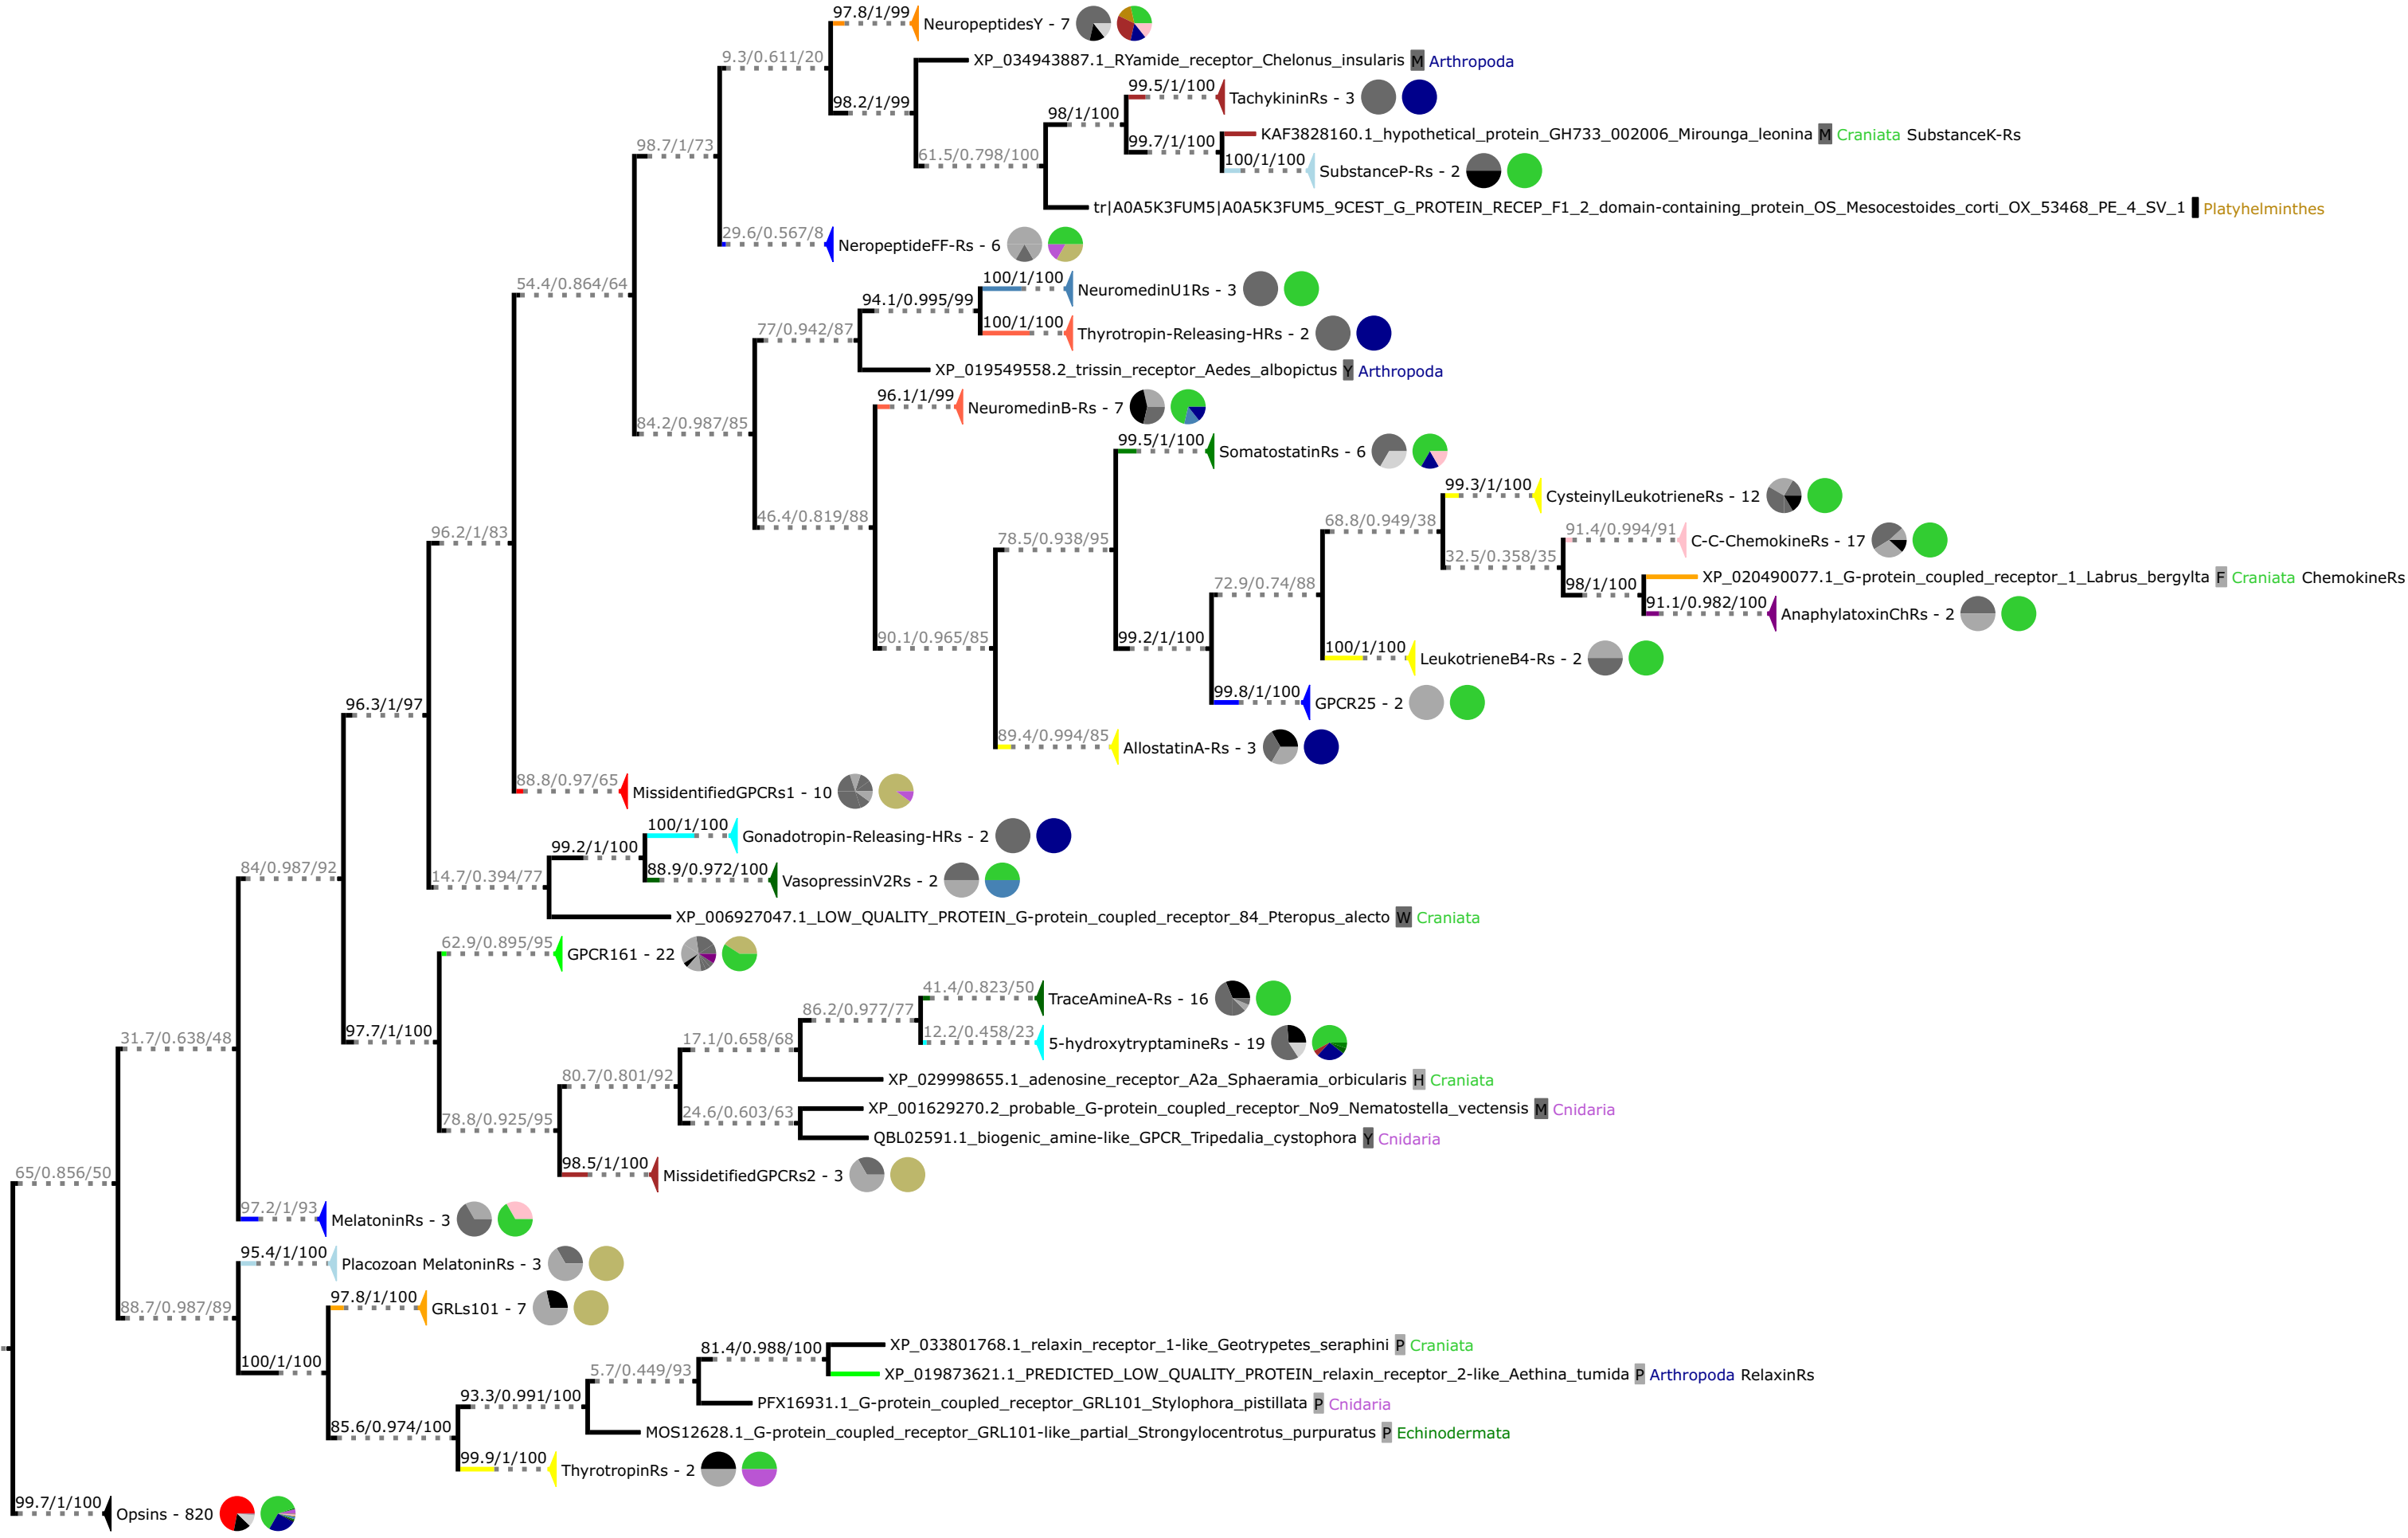 97.8/1/99
NeuropeptidesY - 7
9.3/0.611/20
XP_034943887.1_RYamide_receptor_Chelonus_insularis M Arthropoda
99.5/1/100
TachykininRs - 3
98.2/1/99
98/1/100
KAF3828160.1_hypothetical_protein_GH733_002006_Mirounga_leonina M Craniata SubstanceK-Rs
98.7/1/73
99.7/1/100
61.5/0.798/100
100/1/100
SubstanceP-Rs - 2
tr|A0A5K3FUM5|A0A5K3FUM5_9CEST_G_PROTEIN_RECEP_F1_2_domain-containing_protein_OS_Mesocestoides_corti_OX_53468_PE_4_SV_1 Platyhelminthes
29.6/0.567/8
NeropeptideFF-Rs - 6
54.4/0.864/64
100/1/100
NeuromedinU1Rs - 3
94.1/0.995/99
100/1/100
Thyrotropin-Releasing-HRs - 2
77/0.942/87
XP_019549558.2_trissin_receptor_Aedes_albopictus Y Arthropoda
96.1/1/99
NeuromedinB-Rs - 7
84.2/0.987/85
99.5/1/100
SomatostatinRs - 6
99.3/1/100
CysteinylLeukotrieneRs - 12
46.4/0.819/88
68.8/0.949/38
91.4/0.994/91
C-C-ChemokineRs - 17
96.2/1/83
78.5/0.938/95
32.5/0.358/35
XP_020490077.1_G-protein_coupled_receptor_1_Labrus_bergylta F Craniata ChemokineRs
72.9/0.74/88
98/1/100
91.1/0.982/100
AnaphylatoxinChRs - 2
90.1/0.965/85
99.2/1/100
100/1/100
LeukotrieneB4-Rs - 2
99.8/1/100
GPCR25 - 2
96.3/1/97
89.4/0.994/85
AllostatinA-Rs - 3
88.8/0.97/65
MissidentifiedGPCRs1 - 10
100/1/100
Gonadotropin-Releasing-HRs - 2
99.2/1/100
84/0.987/92
14.7/0.394/77
88.9/0.972/100
VasopressinV2Rs - 2
XP_006927047.1_LOW_QUALITY_PROTEIN_G-protein_coupled_receptor_84_Pteropus_alecto W Craniata
62.9/0.895/95
GPCR161 - 22
41.4/0.823/50
TraceAmineA-Rs - 16
86.2/0.977/77
97.7/1/100
31.7/0.638/48
17.1/0.658/68
12.2/0.458/23
5-hydroxytryptamineRs - 19
80.7/0.801/92
XP_029998655.1_adenosine_receptor_A2a_Sphaeramia_orbicularis H Craniata
24.6/0.603/63
XP_001629270.2_probable_G-protein_coupled_receptor_No9_Nematostella_vectensis M Cnidaria
78.8/0.925/95
QBL02591.1_biogenic_amine-like_GPCR_Tripedalia_cystophora Y Cnidaria
98.5/1/100
MissidetifiedGPCRs2 - 3
65/0.856/50
97.2/1/93
MelatoninRs - 3
95.4/1/100
Placozoan MelatoninRs - 3
88.7/0.987/89
97.8/1/100
GRLs101 - 7
XP_033801768.1_relaxin_receptor_1-like_Geotrypetes_seraphini P Craniata
81.4/0.988/100
100/1/100
5.7/0.449/93
XP_019873621.1_PREDICTED_LOW_QUALITY_PROTEIN_relaxin_receptor_2-like_Aethina_tumida P Arthropoda RelaxinRs
93.3/0.991/100
PFX16931.1_G-protein_coupled_receptor_GRL101_Stylophora_pistillata P Cnidaria
85.6/0.974/100
MOS12628.1_G-protein_coupled_receptor_GRL101-like_partial_Strongylocentrotus_purpuratus P Echinodermata
99.9/1/100
ThyrotropinRs - 2
99.7/1/100
Opsins - 820